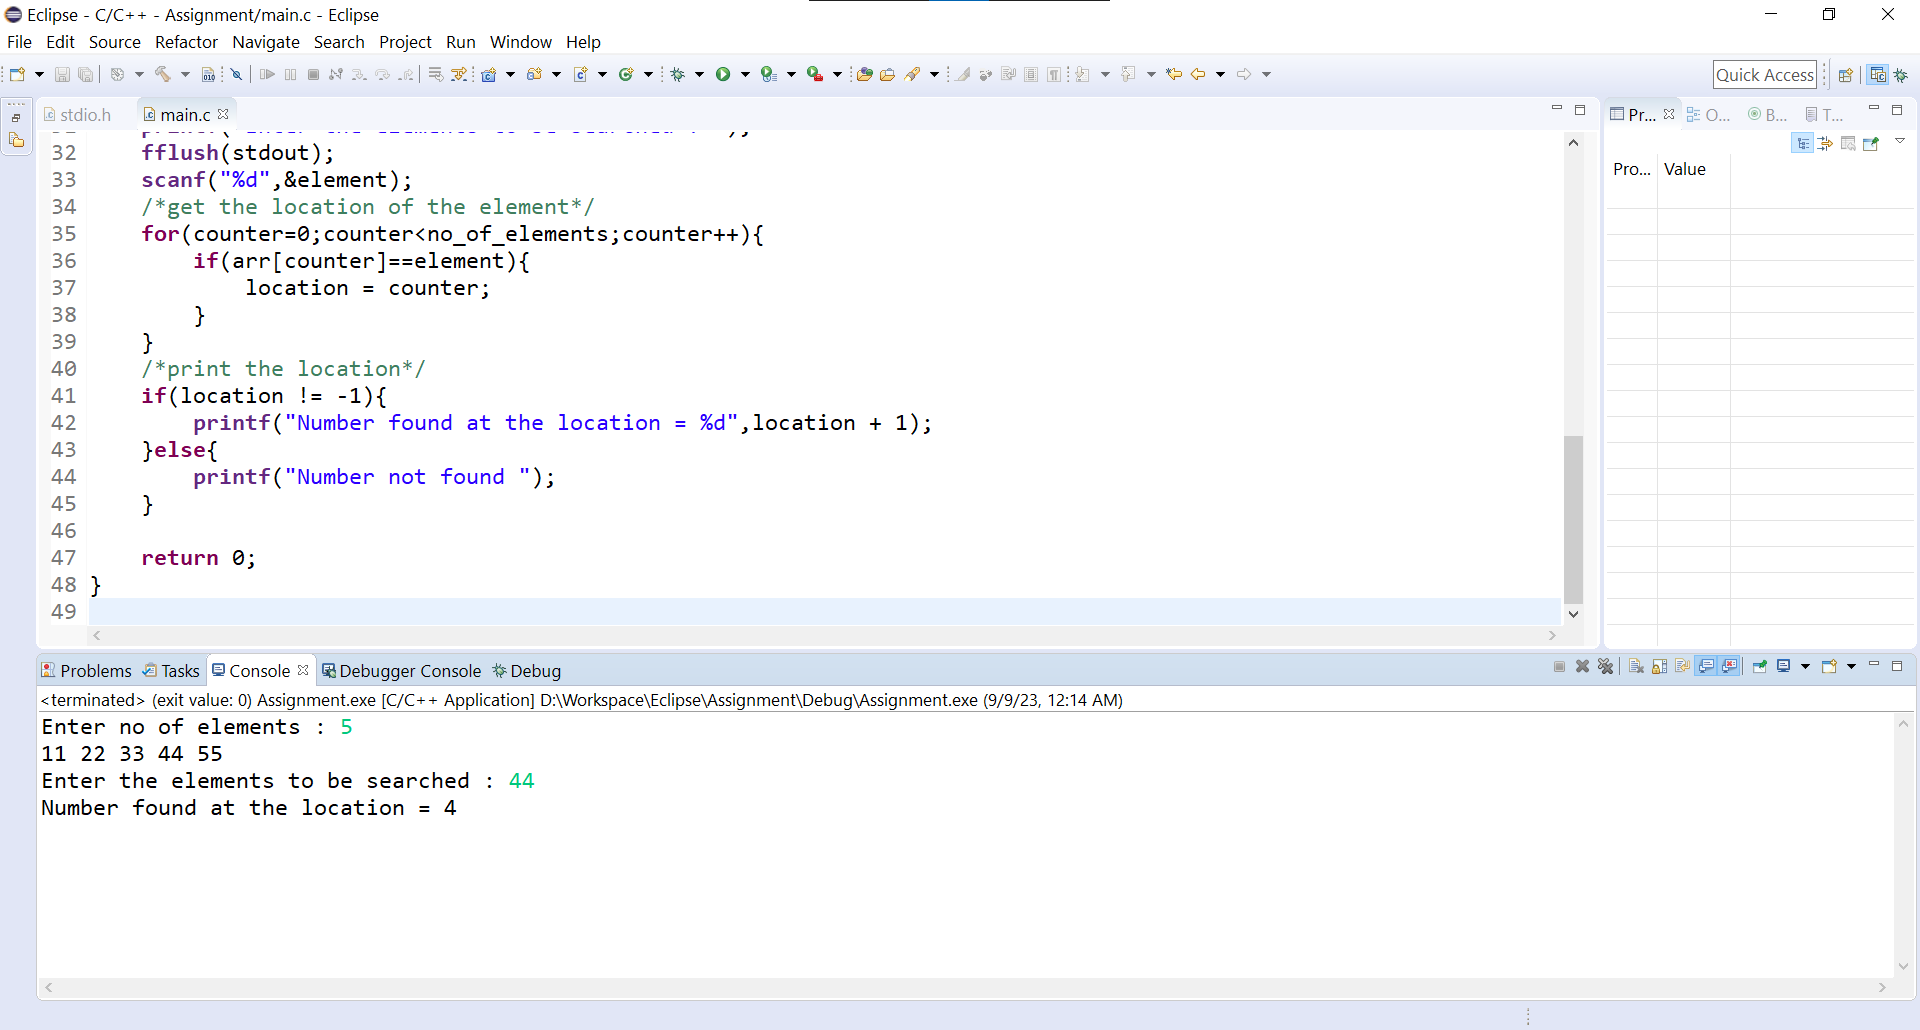 Eclipse - C/C++ - Assignment/main.c - Eclipse
File Edit Source Refactor Navigate Search Project Run Window Help
Quick Access
stdio.h main.c
Pr... O... B... T...
Pro... Value
32 fflush(stdout);
33 scanf("%d",&element);
34 /*get the location of the element*/
35 for(counter=0;counter<no_of_elements;counter++){
36 if(arr[counter]==element){
37 location = counter;
38 }
39 }
40 /*print the location*/
41 if(location != -1){
42 printf("Number found at the location = %d",location + 1);
43 }else{
44 printf("Number not found ");
45 }
46
47 return 0;
48 }
49
Problems Tasks Console Debugger Console Debug
<terminated> (exit value: 0) Assignment.exe [C/C++ Application] D:\Workspace\Eclipse\Assignment\Debug\Assignment.exe (9/9/23, 12:14 AM)
Enter no of elements : 5
11 22 33 44 55
Enter the elements to be searched : 44
Number found at the location = 4